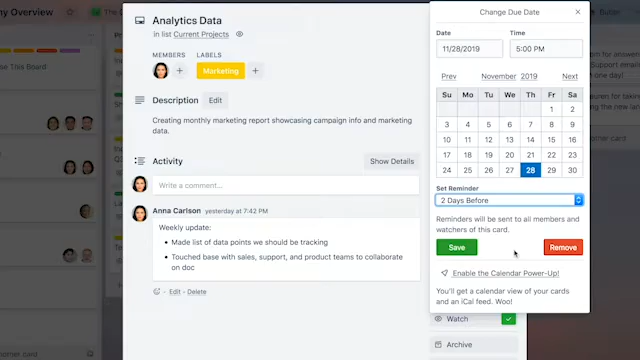 ny Overview
Analytics Data
in list Current Projects
MEMBERS
LABELS
Marketing
Description
Edit
Creating monthly marketing report showcasing campaign info and marketing
data.
Activity
Show Details
Write a comment…
Anna Carlson yesterday at 7:42 PM
Weekly update:
• Made list of data points we should be tracking
• Touched base with sales, support, and product teams to collaborate
on doc
Edit - Delete
Change Due Date
Date
Time
11/28/2019
5:00 PM
Prev
November 2019
Next
Su Mo Tu We Th Fr Sa
1 2
3 4 5 6 7 8 9
10 11 12 13 14 15 16
17 18 19 20 21 22 23
24 25 26 27 28 29 30
Set Reminder
2 Days Before
Reminders will be sent to all members and
watchers of this card.
Save
Remove
Enable the Calendar Power-Up!
You'll get a calendar view of your cards
and an iCal feed. Woo!
Watch
Archive
se This Board
Butler